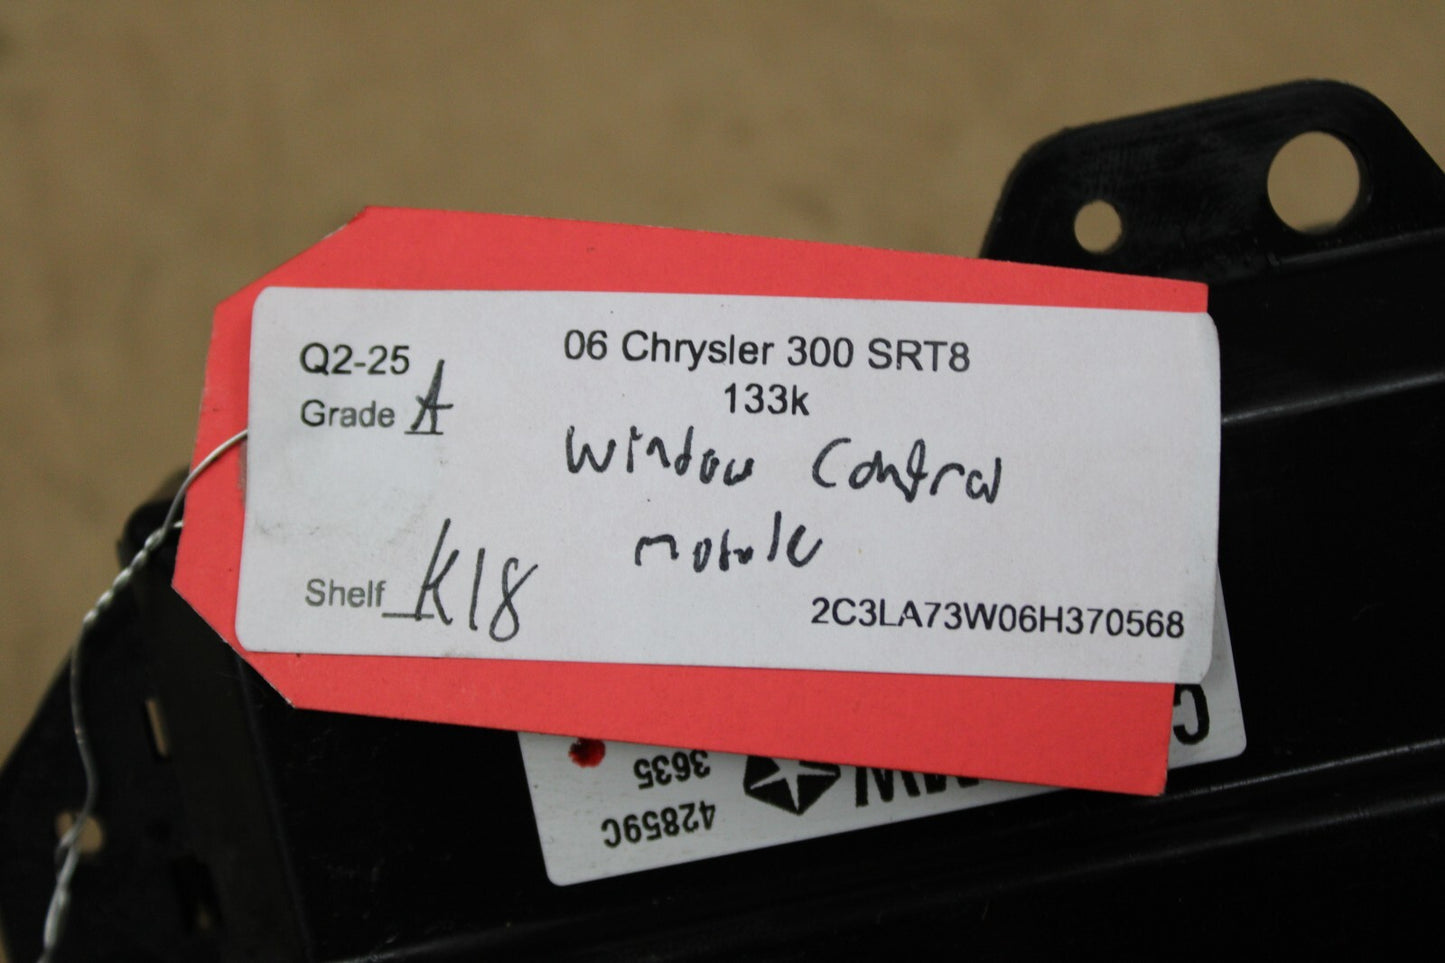 Q2-25
Grade A
06 Chrysler 300 SRT8
133k
Window Control
module
Shelf K18
2C3LA73W06H370568
3635
42859C